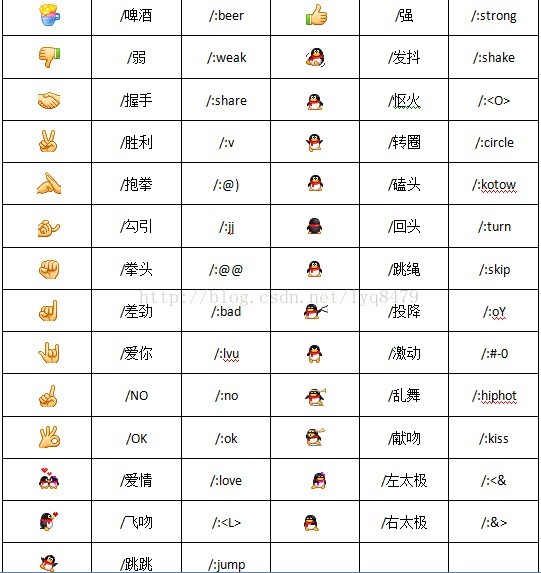 /啤酒 /:beer /强 /:strong
/弱 /:weak /发抖 /:shake
/握手 /:share /怄火 /:<O>
/胜利 /:v /转圈 /:circle
/抱拳 /:@) /磕头 /:kotow
/勾引 /:jj /回头 /:turn
/拳头 /:@@ /跳绳 /:skip
http://blog.csdn.net/lyq8479
/差劲 /:bad /投降 /:oY
/爱你 /:lvu /激动 /:#-0
/NO /:no /乱舞 /:hiphot
/OK /:ok /献吻 /:kiss
/爱情 /:love /左太极 /:<&
/飞吻 /:<L> /右太极 /:&>
/跳跳 /:jump